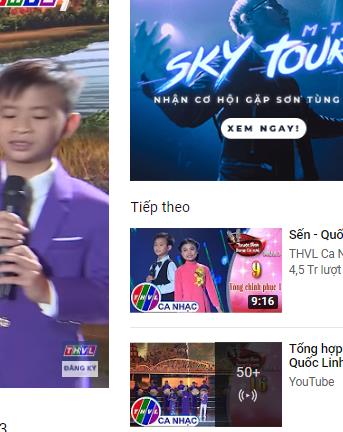 M-T
SKY TOUR
NHẬN CƠ HỘI GẶP SƠN TÙNG
XEM NGAY!
Tiếp theo
9
Tổng chinh phục 1
9:16
THVL
CA NHẠC
Sến - Quố
THVL Ca N
4,5 Tr lượt
THVL
ĐĂNG KÝ
50+
THVL
CA NHẠC
Tổng hợp
Quốc Linh
YouTube
3